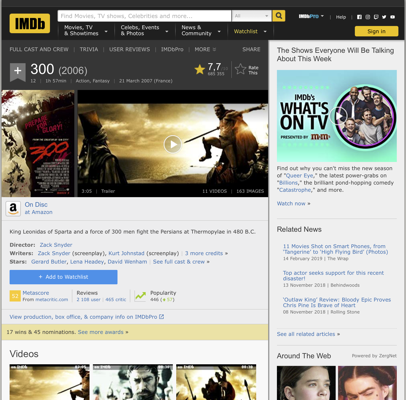 IMDb
Find Movies, TV shows, Celebrities and more...
All
IMDbPro
Help
Movies, TV & Showtimes
Celebs, Events & Photos
News & Community
Watchlist
Sign in
FULL CAST AND CREW | TRIVIA | USER REVIEWS | IMDbPro | MORE
SHARE
300 (2006)
7,7
Rate This
12 | 1h 57min | Action, Fantasy | 21 March 2007 (France)
300
3:05 | Trailer
11 VIDEOS | 163 IMAGES
a
On Disc
at Amazon
King Leonidas of Sparta and a force of 300 men fight the Persians at Thermopylae in 480 B.C.
Director: Zack Snyder
Writers: Zack Snyder (screenplay), Kurt Johnstad (screenplay) | 3 more credits »
Stars: Gerard Butler, Lena Headey, David Wenham | See full cast & crew »
+ Add to Watchlist
52
Metascore
From metacritic.com
Reviews
2 108 user | 465 critic
Popularity
View production, box office, & company info on IMDbPro
17 wins & 45 nominations. See more awards »
Videos
The Shows Everyone Will Be Talking About This Week
IMDb's
WHAT'S ON TV
PRESENTED BY
Find out why you can't miss the new season of "Queer Eye," the latest power-grabs on "Billions," the brilliant pond-hopping comedy "Catastrophe," and more.
Watch now »
Related News
11 Movies Shot on Smart Phones, from 'Tangerine' to 'High Flying Bird' (Photos)
14 February 2019 | The Wrap
Top actor seeks support for this recent disaster!
13 November 2018 | Behindwoods
'Outlaw King' Review: Bloody Epic Proves Chris Pine Is Brave of Heart
08 November 2018 | Rolling Stone
See all related articles »
Around The Web
Powered by ZergNet